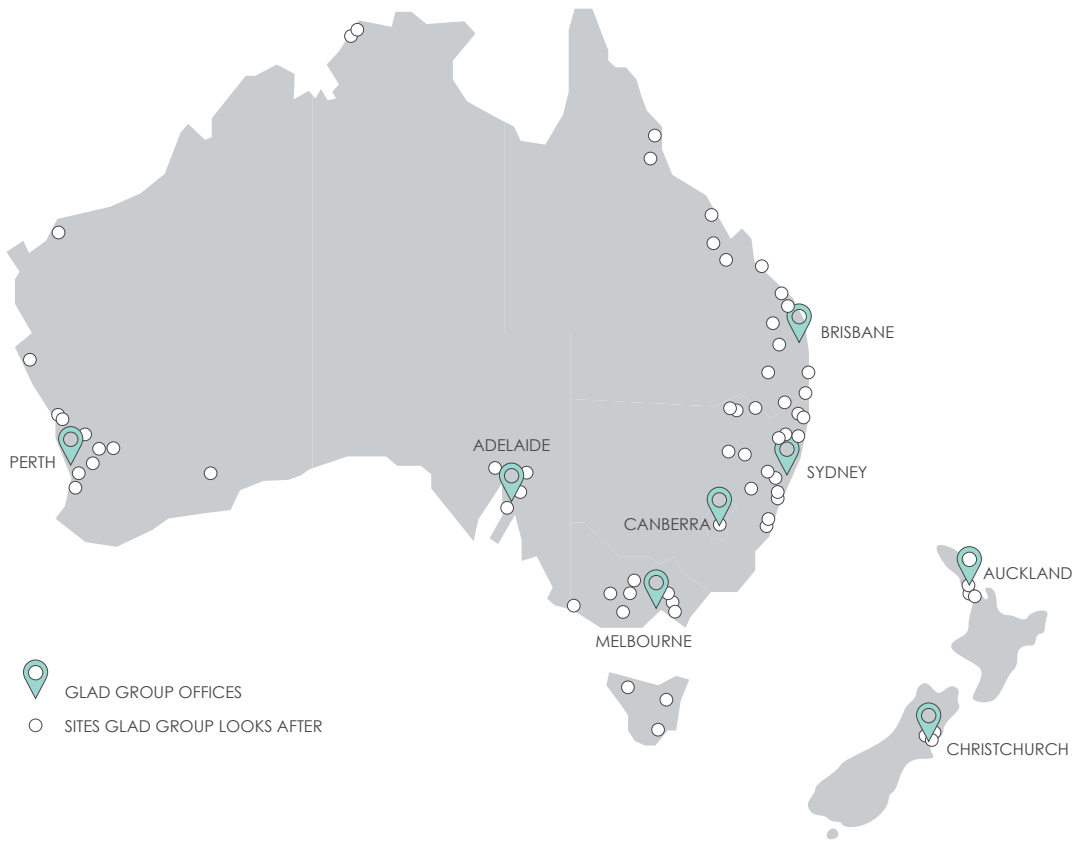 BRISBANE
ADELAIDE
PERTH
SYDNEY
CANBERRA
AUCKLAND
MELBOURNE
GLAD GROUP OFFICES
SITES GLAD GROUP LOOKS AFTER
CHRISTCHURCH